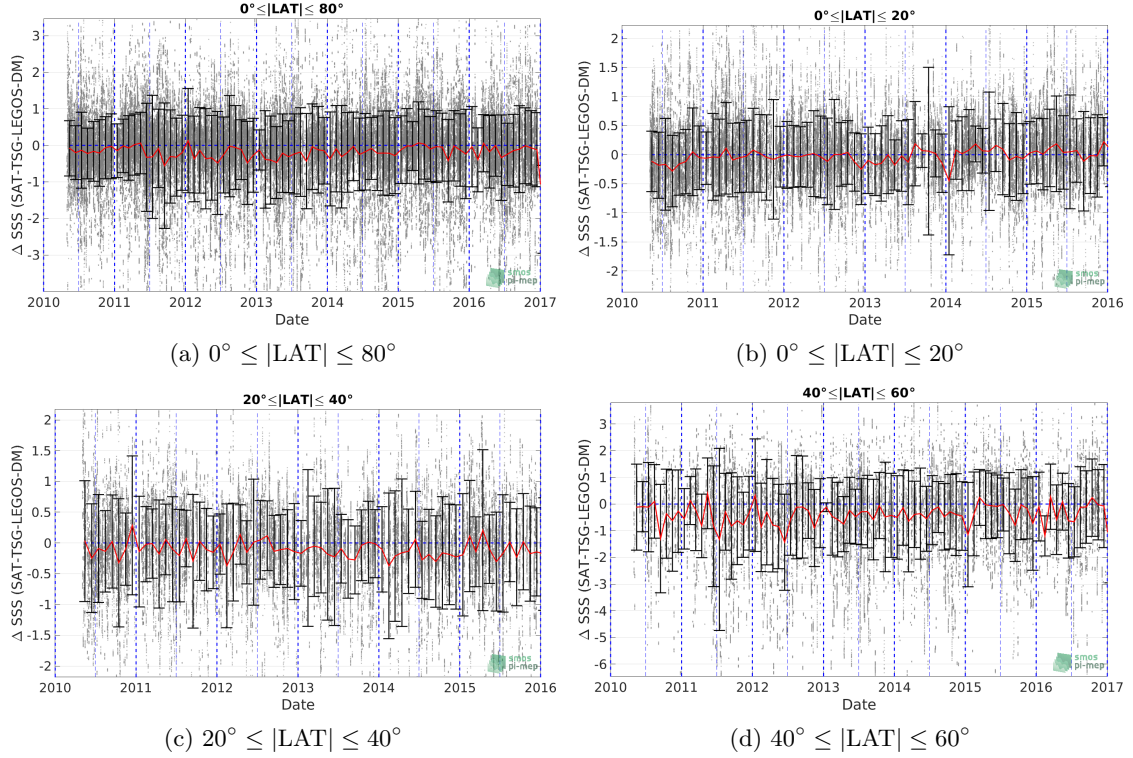 0°≤|LAT|≤ 80°
Δ SSS (SAT-TSG-LEGOS-DM)
3
2
1
0
-1
-2
-3
2010 2011 2012 2013 2014 2015 2016 2017
Date
smos
pi-mep
(a) 0° ≤ |LAT| ≤ 80°
0°≤|LAT|≤ 20°
Δ SSS (SAT-TSG-LEGOS-DM)
2
1.5
1
0.5
0
-0.5
-1
-1.5
-2
2010 2011 2012 2013 2014 2015 2016
Date
smos
pi-mep
(b) 0° ≤ |LAT| ≤ 20°
20°≤|LAT|≤ 40°
Δ SSS (SAT-TSG-LEGOS-DM)
2
1.5
1
0.5
0
-0.5
-1
-1.5
-2
2010 2011 2012 2013 2014 2015 2016
Date
smos
pi-mep
(c) 20° ≤ |LAT| ≤ 40°
40°≤|LAT|≤ 60°
Δ SSS (SAT-TSG-LEGOS-DM)
3
2
1
0
-1
-2
-3
-4
-5
-6
2010 2011 2012 2013 2014 2015 2016 2017
Date
smos
pi-mep
(d) 40° ≤ |LAT| ≤ 60°